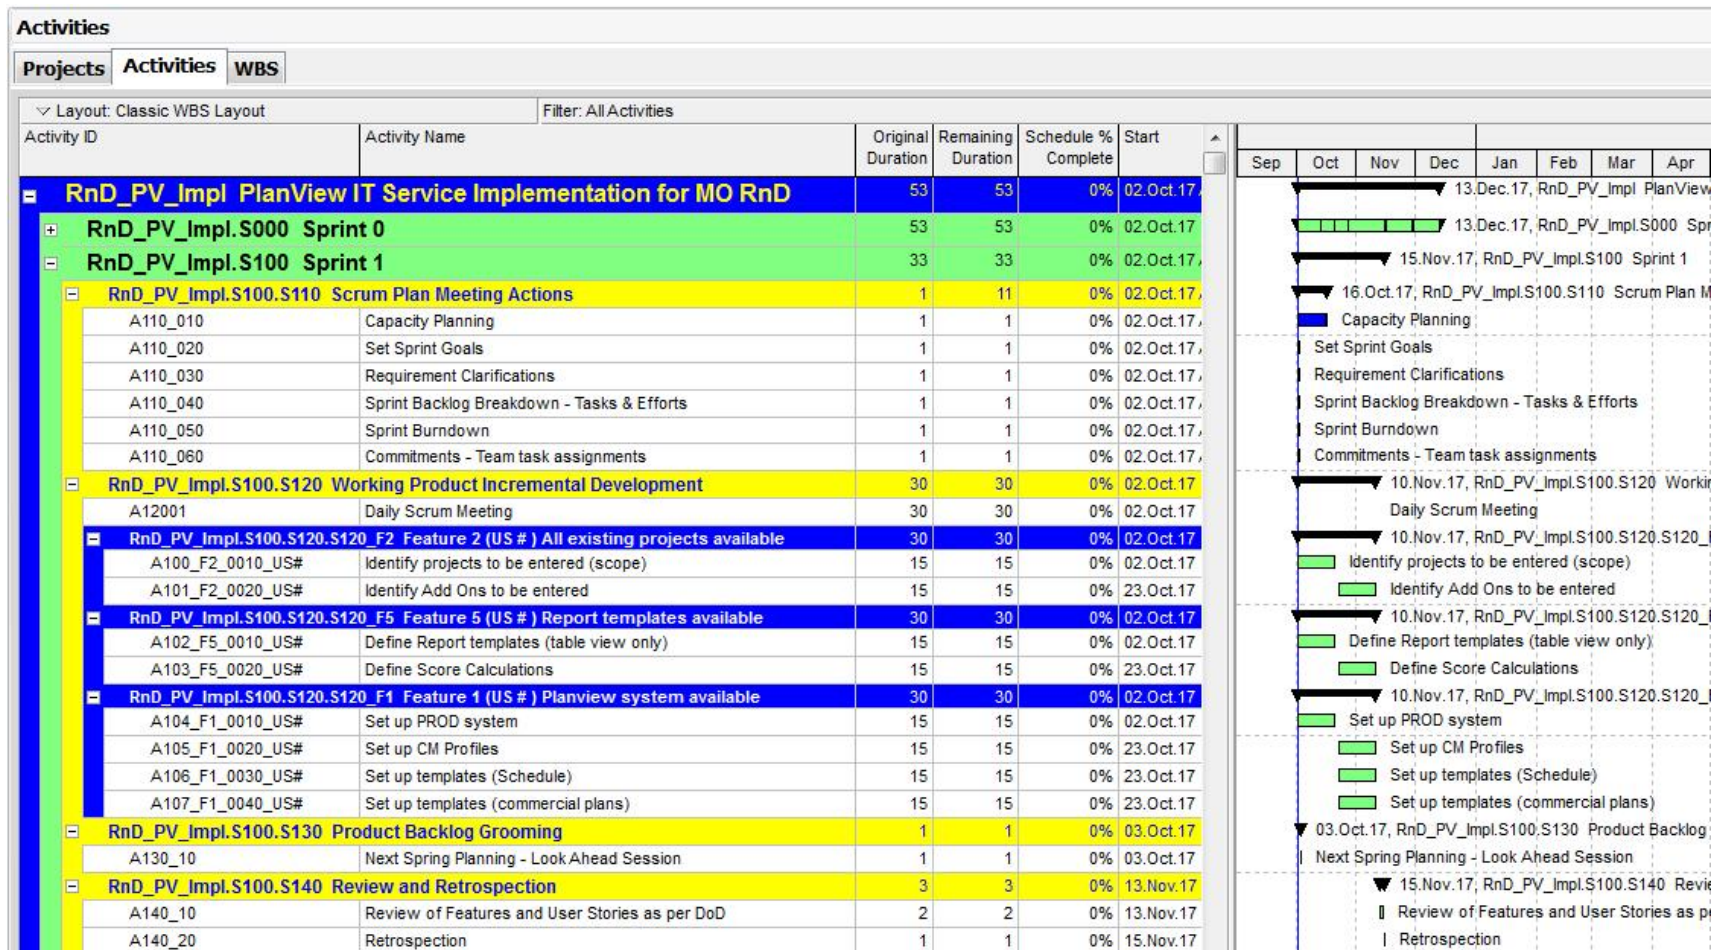 Activities
Projects Activities WBS
Layout: Classic WBS Layout Filter: All Activities
Activity ID Activity Name Original Duration Remaining Duration Schedule % Complete Start
Sep Oct Nov Dec Jan Feb Mar Apr
RnD_PV_Impl PlanView IT Service Implementation for MO RnD 53 53 0% 02.Oct.17 13.Dec.17, RnD_PV_Impl PlanView
RnD_PV_Impl.S000 Sprint 0 53 53 0% 02.Oct.17 13.Dec.17, RnD_PV_Impl.S000 Spr
RnD_PV_Impl.S100 Sprint 1 33 33 0% 02.Oct.17 15.Nov.17, RnD_PV_Impl.S100 Sprint 1
RnD_PV_Impl.S100.S110 Scrum Plan Meeting Actions 1 11 0% 02.Oct.17 16.Oct.17, RnD_PV_Impl.S100.S110 Scrum Plan M
A110_010 Capacity Planning 1 1 0% 02.Oct.17 Capacity Planning
A110_020 Set Sprint Goals 1 1 0% 02.Oct.17 Set Sprint Goals
A110_030 Requirement Clarifications 1 1 0% 02.Oct.17 Requirement Clarifications
A110_040 Sprint Backlog Breakdown - Tasks & Efforts 1 1 0% 02.Oct.17 Sprint Backlog Breakdown - Tasks & Efforts
A110_050 Sprint Burndown 1 1 0% 02.Oct.17 Sprint Burndown
A110_060 Commitments - Team task assignments 1 1 0% 02.Oct.17 Commitments - Team task assignments
RnD_PV_Impl.S100.S120 Working Product Incremental Development 30 30 0% 02.Oct.17 10.Nov.17, RnD_PV_Impl.S100.S120 Workin
A12001 Daily Scrum Meeting 30 30 0% 02.Oct.17 Daily Scrum Meeting
RnD_PV_Impl.S100.S120.S120_F2 Feature 2 (US # ) All existing projects available 30 30 0% 02.Oct.17 10.Nov.17, RnD_PV_Impl.S100.S120.S120_
A100_F2_0010_US# Identify projects to be entered (scope) 15 15 0% 02.Oct.17 Identify projects to be entered (scope)
A101_F2_0020_US# Identify Add Ons to be entered 15 15 0% 23.Oct.17 Identify Add Ons to be entered
RnD_PV_Impl.S100.S120.S120_F5 Feature 5 (US # ) Report templates available 30 30 0% 02.Oct.17 10.Nov.17, RnD_PV_Impl.S100.S120.S120_
A102_F5_0010_US# Define Report templates (table view only) 15 15 0% 02.Oct.17 Define Report templates (table view only)
A103_F5_0020_US# Define Score Calculations 15 15 0% 23.Oct.17 Define Score Calculations
RnD_PV_Impl.S100.S120.S120_F1 Feature 1 (US # ) Planview system available 30 30 0% 02.Oct.17 10.Nov.17, RnD_PV_Impl.S100.S120.S120_
A104_F1_0010_US# Set up PROD system 15 15 0% 02.Oct.17 Set up PROD system
A105_F1_0020_US# Set up CM Profiles 15 15 0% 23.Oct.17 Set up CM Profiles
A106_F1_0030_US# Set up templates (Schedule) 15 15 0% 23.Oct.17 Set up templates (Schedule)
A107_F1_0040_US# Set up templates (commercial plans) 15 15 0% 23.Oct.17 Set up templates (commercial plans)
RnD_PV_Impl.S100.S130 Product Backlog Grooming 1 1 0% 03.Oct.17 03.Oct.17, RnD_PV_Impl.S100.S130 Product Backlog
A130_10 Next Spring Planning - Look Ahead Session 1 1 0% 03.Oct.17 Next Spring Planning - Look Ahead Session
RnD_PV_Impl.S100.S140 Review and Retrospection 3 3 0% 13.Nov.17 15.Nov.17, RnD_PV_Impl.S100.S140 Revie
A140_10 Review of Features and User Stories as per DoD 2 2 0% 13.Nov.17 Review of Features and User Stories as p
A140_20 Retrospection 1 1 0% 15.Nov.17 Retrospection